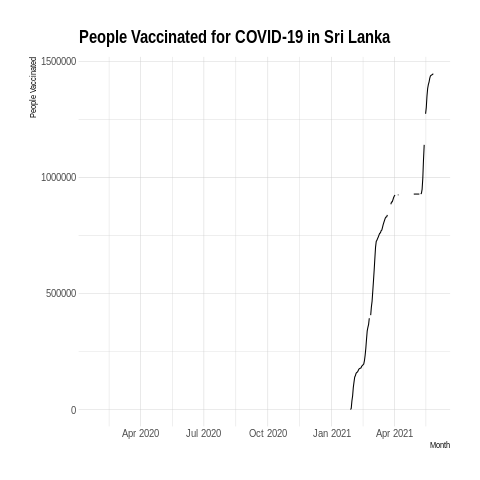 People Vaccinated for COVID-19 in Sri Lanka
People Vaccinated
1500000
1000000
500000
0
Apr 2020 Jul 2020 Oct 2020 Jan 2021 Apr 2021
Month